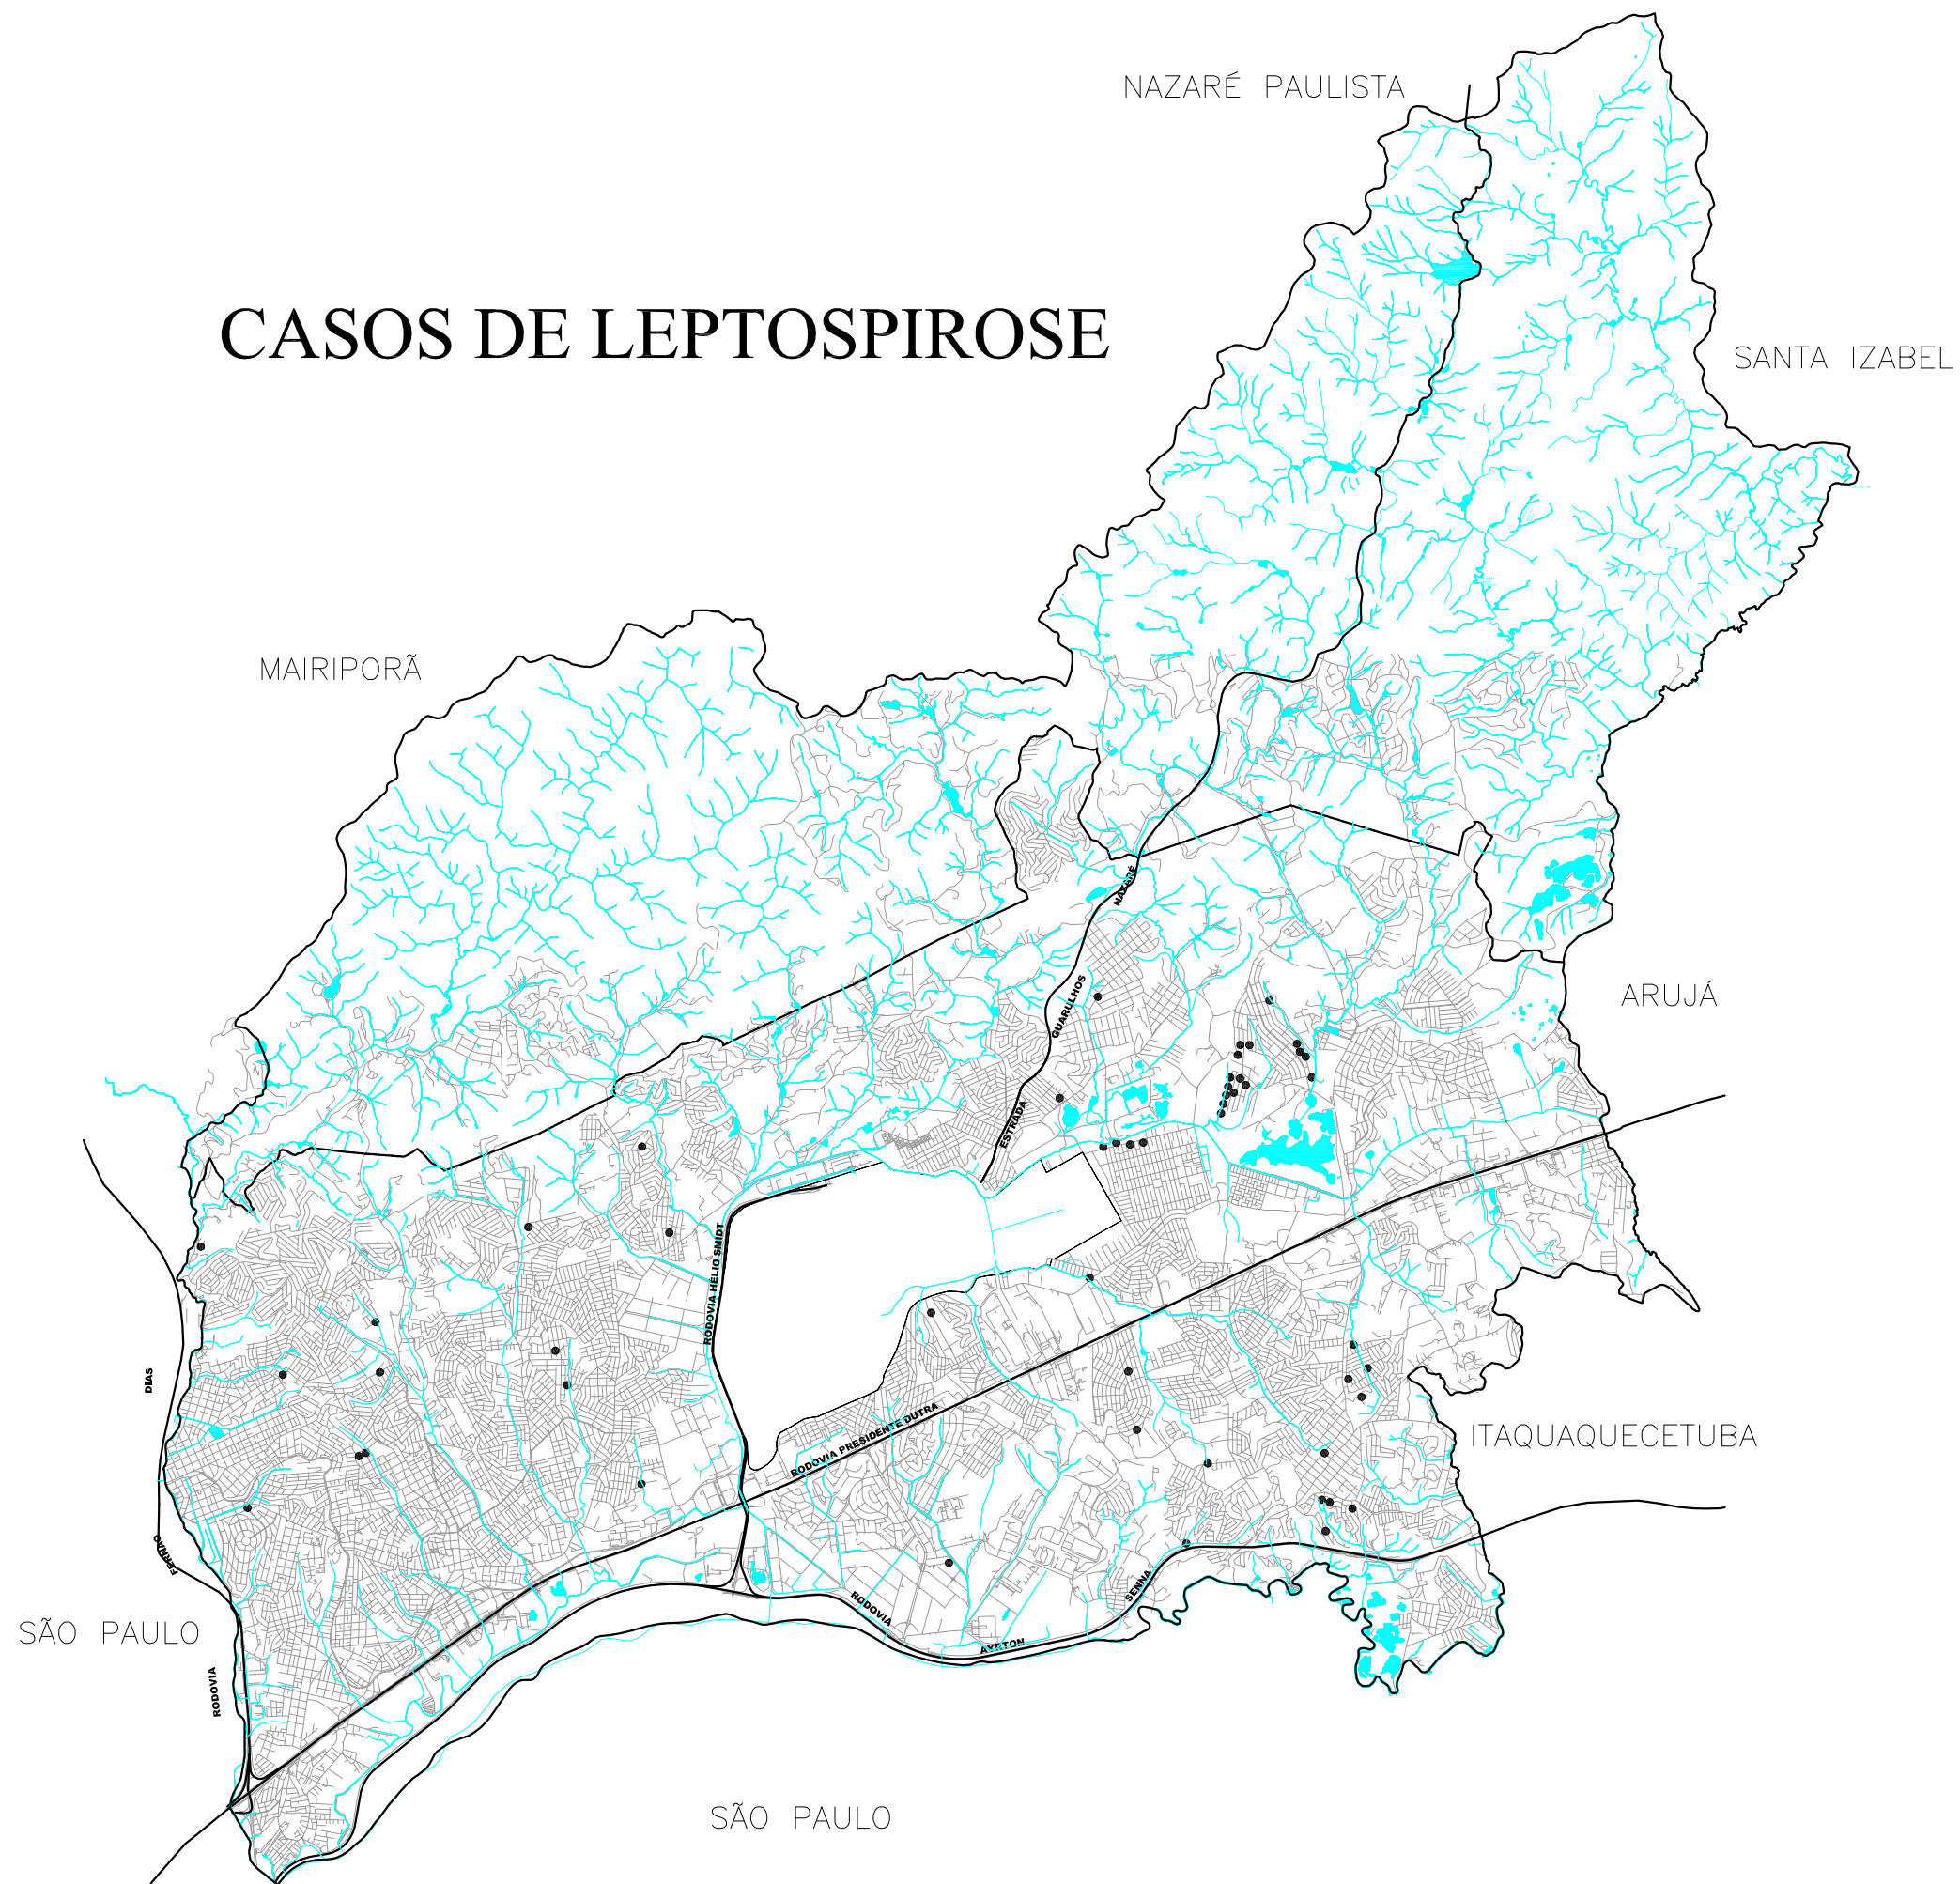 NAZARÉ PAULISTA
CASOS DE LEPTOSPIROSE
SANTA IZABEL
MAIRIPORÃ
NAZARÉ
GUARULHOS
ESTRADA
ARUJÁ
RODOVIA HÉLIO SMIDT
DIAS
RODOVIA PRESIDENTE DUTRA
ITAQUAQUECETUBA
FERNÃO
SENNA
RODOVIA
AYRTON
SÃO PAULO
RODOVIA
SÃO PAULO